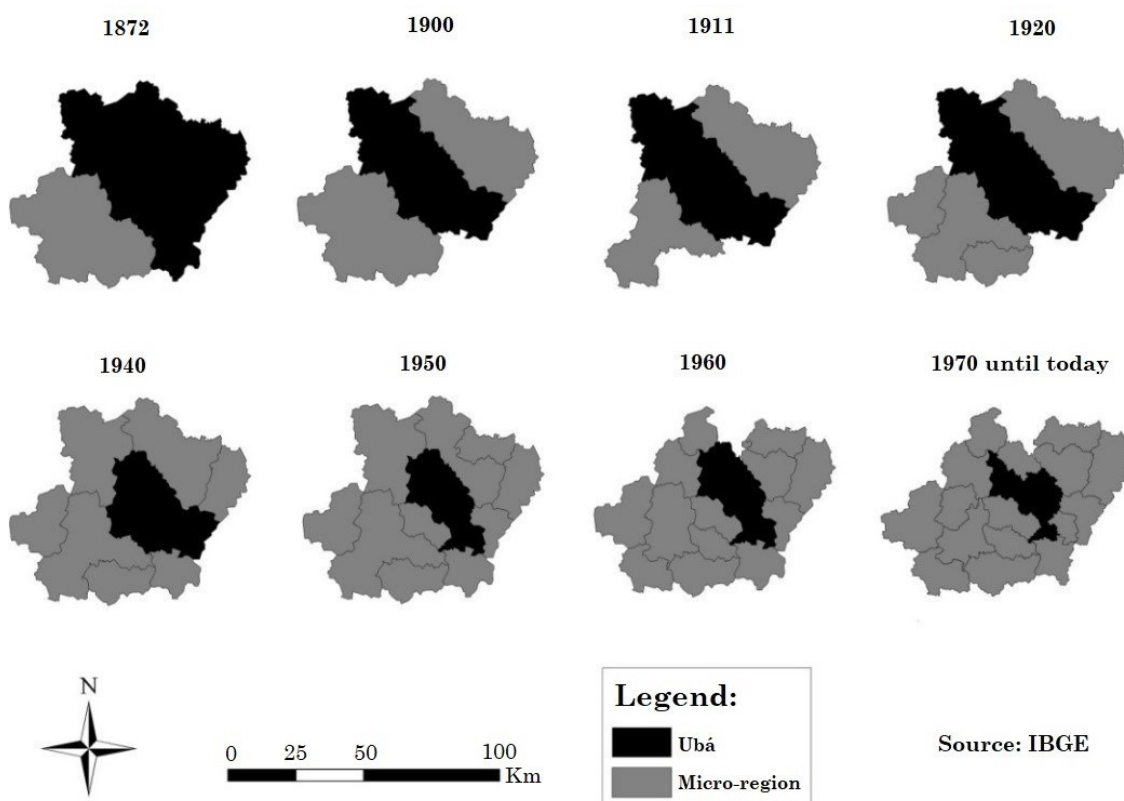 1872
1900
1911
1920
1940
1950
1960
1970 until today
N
0 25 50 100
Km
Legend:
Ubá
Micro-region
Source: IBGE